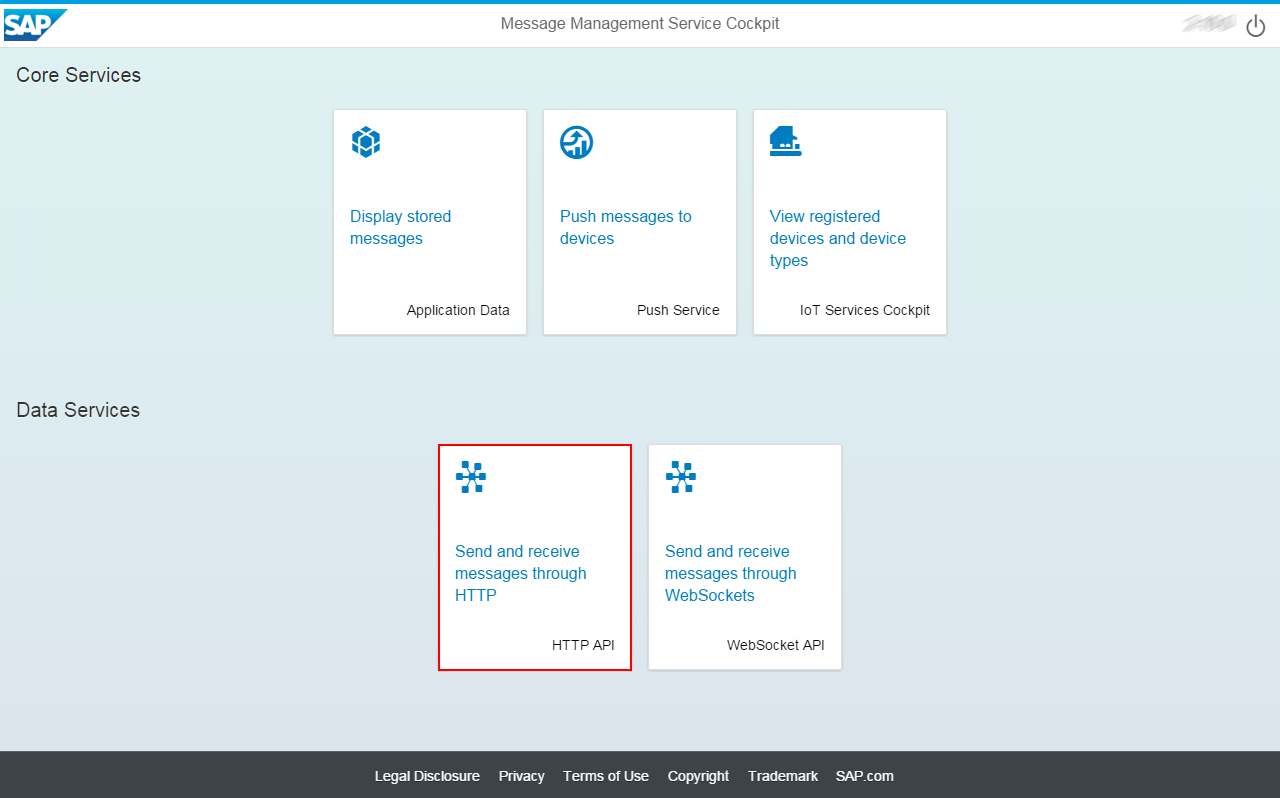 SAP
Message Management Service Cockpit
Core Services
Display stored
messages
Application Data
Push messages to
devices
Push Service
View registered
devices and device
types
IoT Services Cockpit
Data Services
Send and receive
messages through
HTTP
HTTP API
Send and receive
messages through
WebSockets
WebSocket API
Legal Disclosure Privacy Terms of Use Copyright Trademark SAP.com